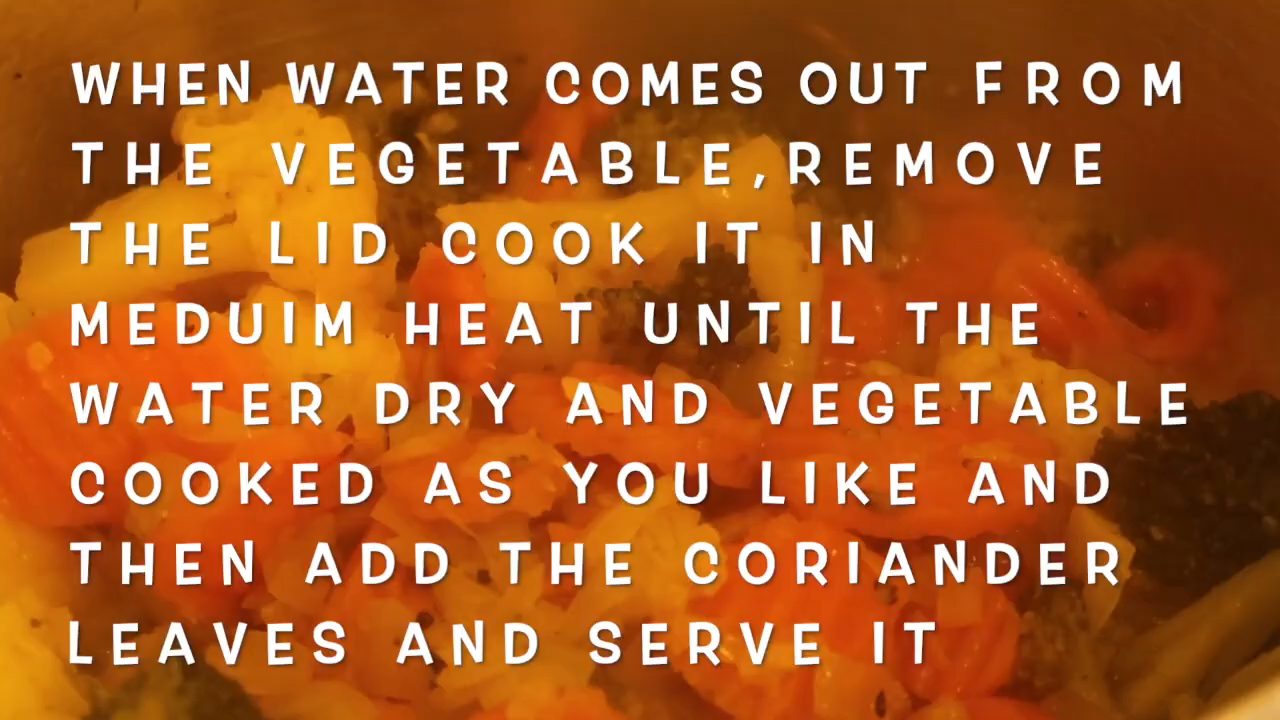 WHEN WATER COMES OUT FROM
THE VEGETABLE,REMOVE
THE LID COOK IT IN
MEDUIM HEAT UNTIL THE
WATER DRY AND VEGETABLE
COOKED AS YOU LIKE AND
THEN ADD THE CORIANDER
LEAVES AND SERVE IT